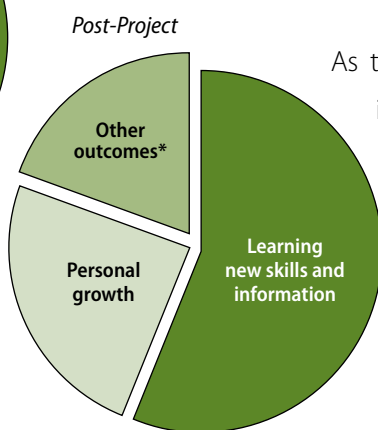 Post-Project
As t
i
Other
outcomes*
Personal
growth
Learning
new skills and
information